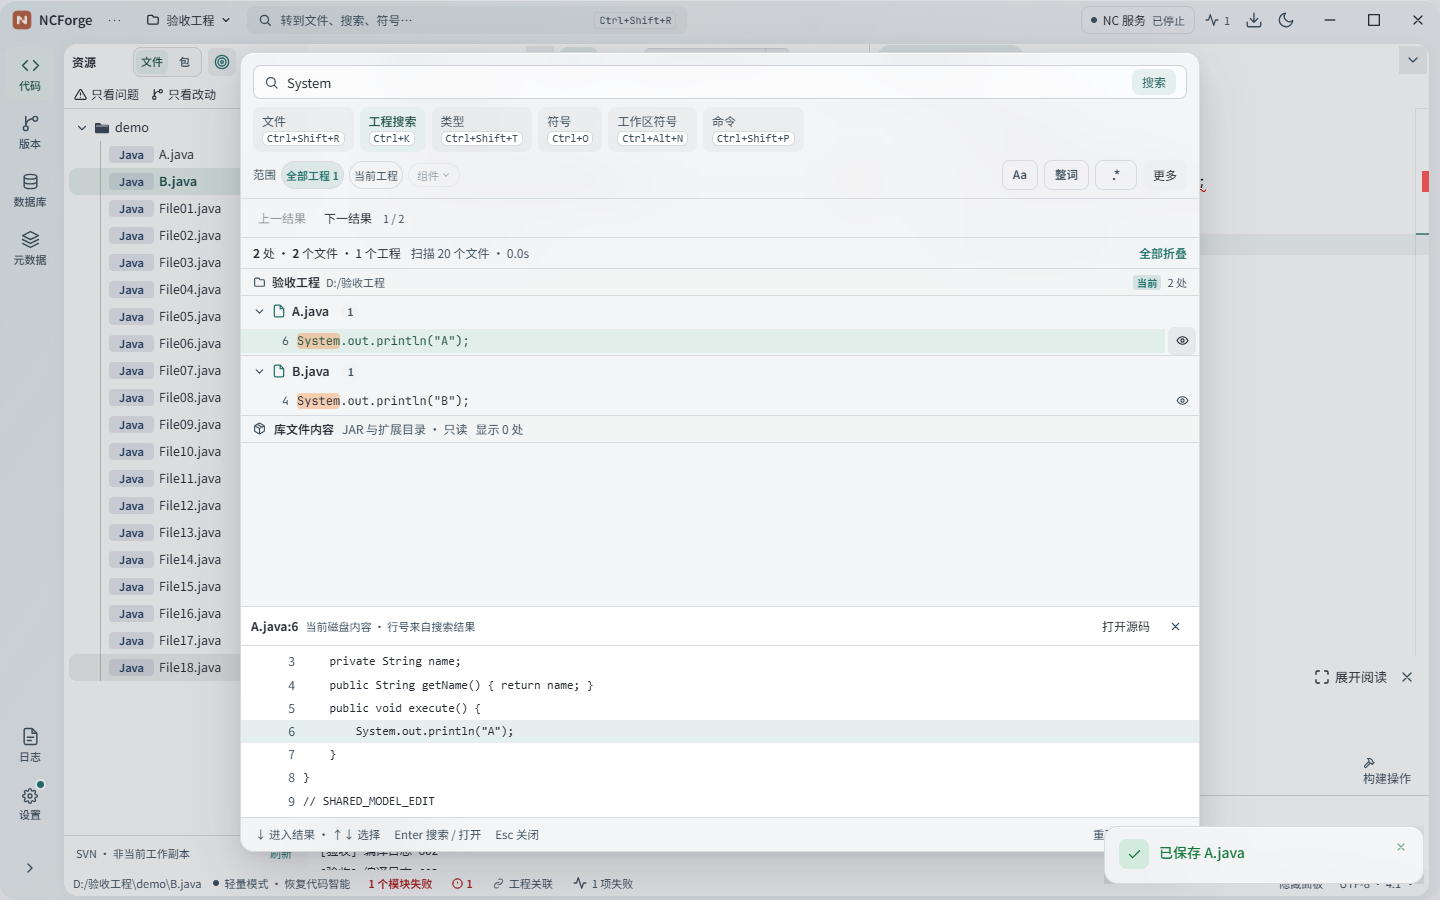 NCForge ··· 验收工程 转到文件、搜索、符号··· Ctrl+Shift+R NC 服务 已停止 1
代码
版本
数据库
元数据
日志
设置
资源 文件 包
只看问题 只看改动
demo
Java A.java
Java B.java
Java File01.java
Java File02.java
Java File03.java
Java File04.java
Java File05.java
Java File06.java
Java File07.java
Java File08.java
Java File09.java
Java File10.java
Java File11.java
Java File12.java
Java File13.java
Java File14.java
Java File15.java
Java File16.java
Java File17.java
Java File18.java
SVN • 非当前工作副本 刷新
System 搜索
文件 Ctrl+Shift+R
工程搜索 Ctrl+K
类型 Ctrl+Shift+T
符号 Ctrl+O
工作区符号 Ctrl+Alt+N
命令 Ctrl+Shift+P
范围 全部工程 1 当前工程 组件 Aa 整词 .* 更多
上一结果 下一结果 1 / 2
2 处 • 2 个文件 • 1 个工程 扫描 20 个文件 • 0.0s 全部折叠
验收工程 D:/验收工程 当前 2 处
A.java 1
6 System.out.println("A");
B.java 1
4 System.out.println("B");
库文件内容 JAR 与扩展目录 • 只读 显示 0 处
A.java:6 当前磁盘内容 • 行号来自搜索结果 打开源码
3 private String name;
4 public String getName() { return name; }
5 public void execute() {
6 System.out.println("A");
7 }
8 }
9 // SHARED_MODEL_EDIT
↓ 进入结果 • ↑↓ 选择 Enter 搜索 / 打开 Esc 关闭
展开阅读
构建操作
已保存 A.java
D:/验收工程\demo\B.java 轻量模式 • 恢复代码智能 1 个模块失败 1 工程关联 1 项失败